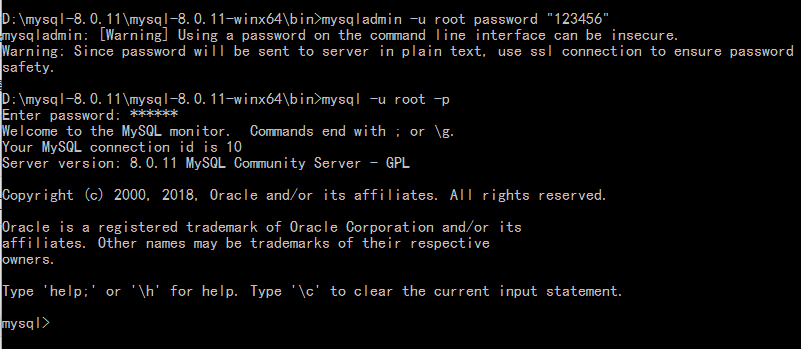 D:\mysql-8.0.11\mysql-8.0.11-winx64\bin>mysqladmin -u root password "123456"
mysqladmin: [Warning] Using a password on the command line interface can be insecure.
Warning: Since password will be sent to server in plain text, use ssl connection to ensure password
safety.
D:\mysql-8.0.11\mysql-8.0.11-winx64\bin>mysql -u root -p
Enter password: ******
Welcome to the MySQL monitor.  Commands end with ; or \g.
Your MySQL connection id is 10
Server version: 8.0.11 MySQL Community Server - GPL
Copyright (c) 2000, 2018, Oracle and/or its affiliates. All rights reserved.
Oracle is a registered trademark of Oracle Corporation and/or its
affiliates. Other names may be trademarks of their respective
owners.
Type 'help;' or '\h' for help. Type '\c' to clear the current input statement.
mysql>